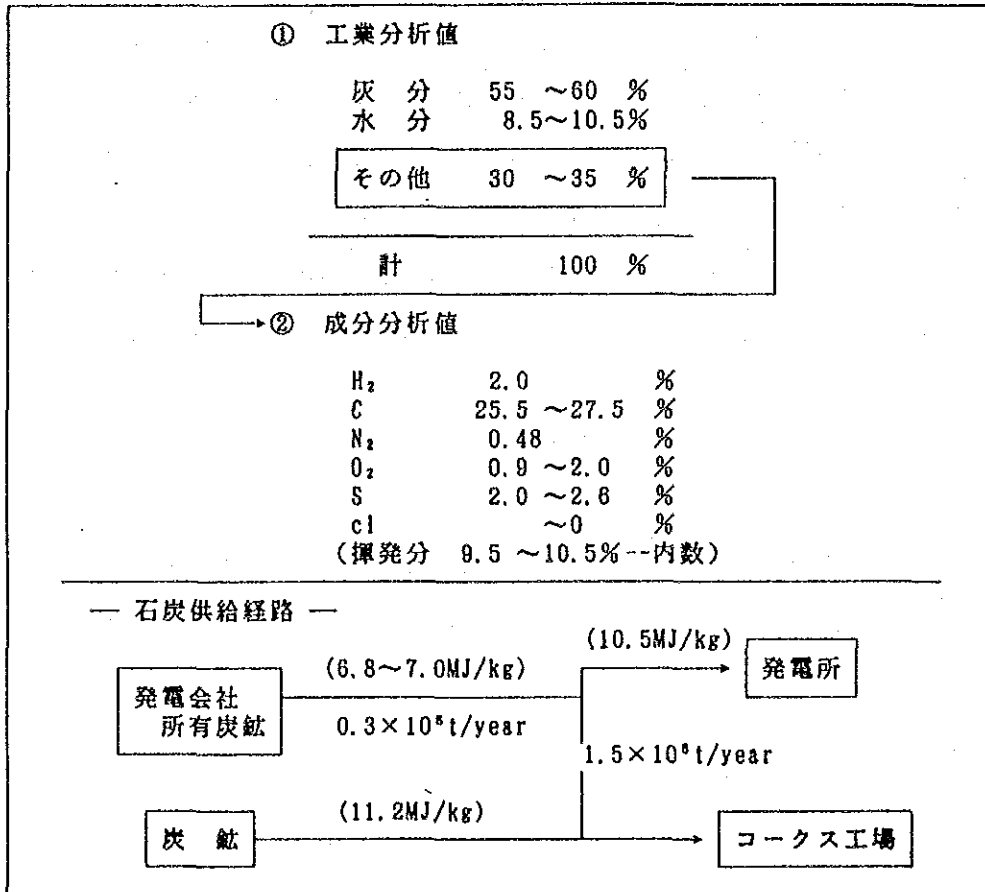 ① 工業分析値
灰 分 55 ~60 %
水 分 8.5~10.5%
その他 30 ~35 %
計 100 %
② 成分分析値
H₂ 2.0 %
C 25.5 ~27.5 %
N₂ 0.48 %
O₂ 0.9 ~2.0 %
S 2.0 ~2.6 %
cl ~0 %
(揮発分 9.5 ~10.5%--内数)
— 石炭供給経路 —
(10.5MJ/kg)
(6.8~7.0MJ/kg)
発電所
発電会社
所有炭鉱
0.3×10⁶t/year
1.5×10⁶t/year
(11.2MJ/kg)
炭 鉱
コークス工場